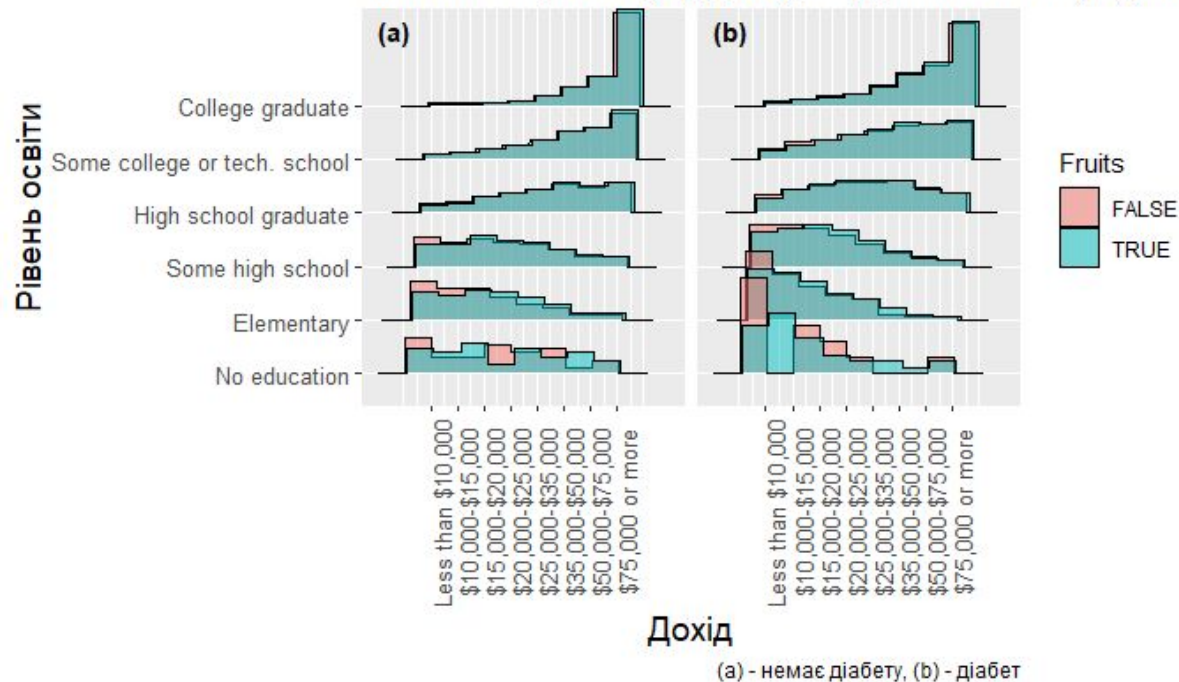 (a)
(b)
Рівень освіти
College graduate
Some college or tech. school
High school graduate
Some high school
Elementary
No education
Fruits
FALSE
TRUE
Less than $10,000
$10,000-$15,000
$15,000-$20,000
$20,000-$25,000
$25,000-$35,000
$35,000-$50,000
$50,000-$75,000
$75,000 or more
Less than $10,000
$10,000-$15,000
$15,000-$20,000
$20,000-$25,000
$25,000-$35,000
$35,000-$50,000
$50,000-$75,000
$75,000 or more
Дохід
(a) - немає діабету, (b) - діабет